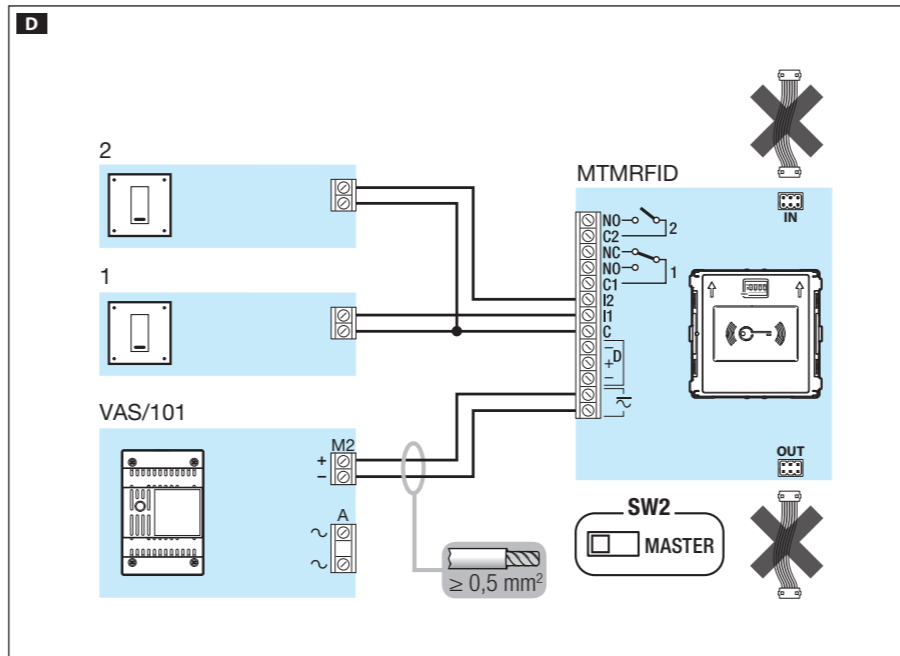 D
2
1
VAS/101
M2
+
−
A
~
~
≥ 0,5 mm²
MTMRFID
NO
C2
2
NC
NO
C1
1
I2
I1
C
−
+
−
D
~
IN
OUT
SW2
MASTER